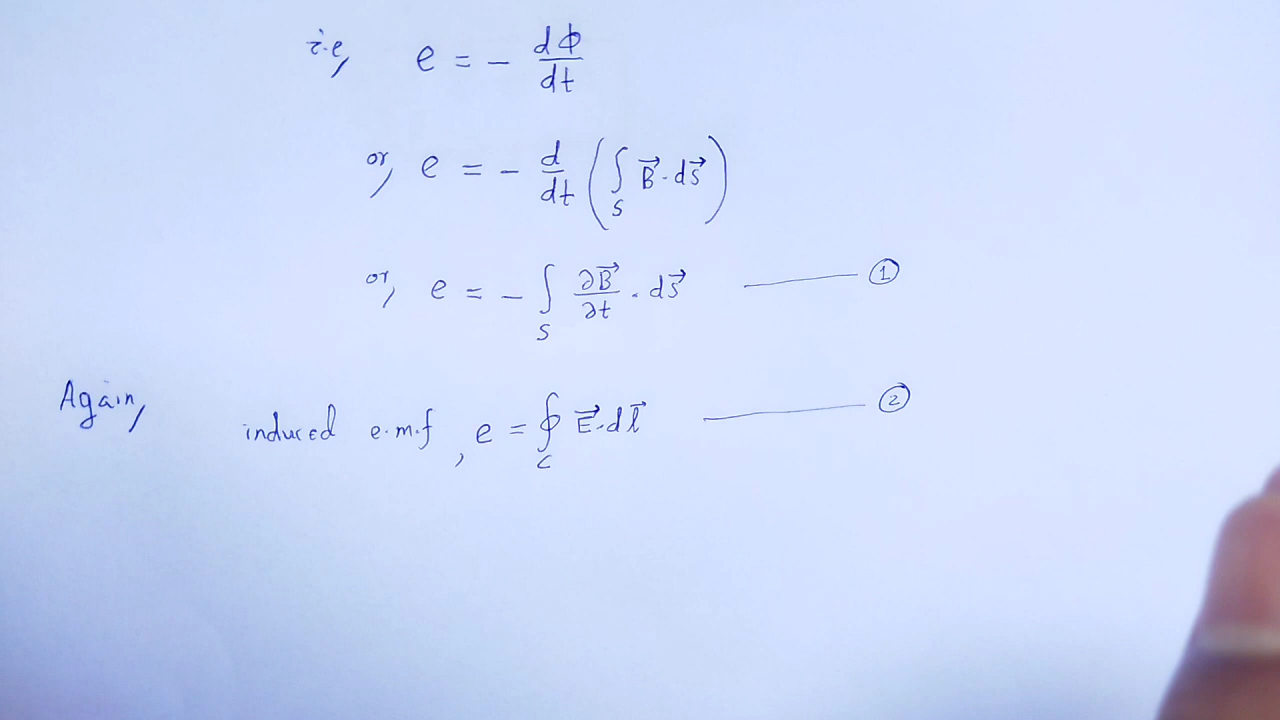 i.e, e = - dΦ/dt
or, e = - d/dt (∫_S B⃗ · ds⃗)
or, e = - ∫_S ∂B⃗/∂t · ds⃗ ——— ①
Again,
induced e.m.f, e = ∮_c E⃗ · dl⃗ ——— ②